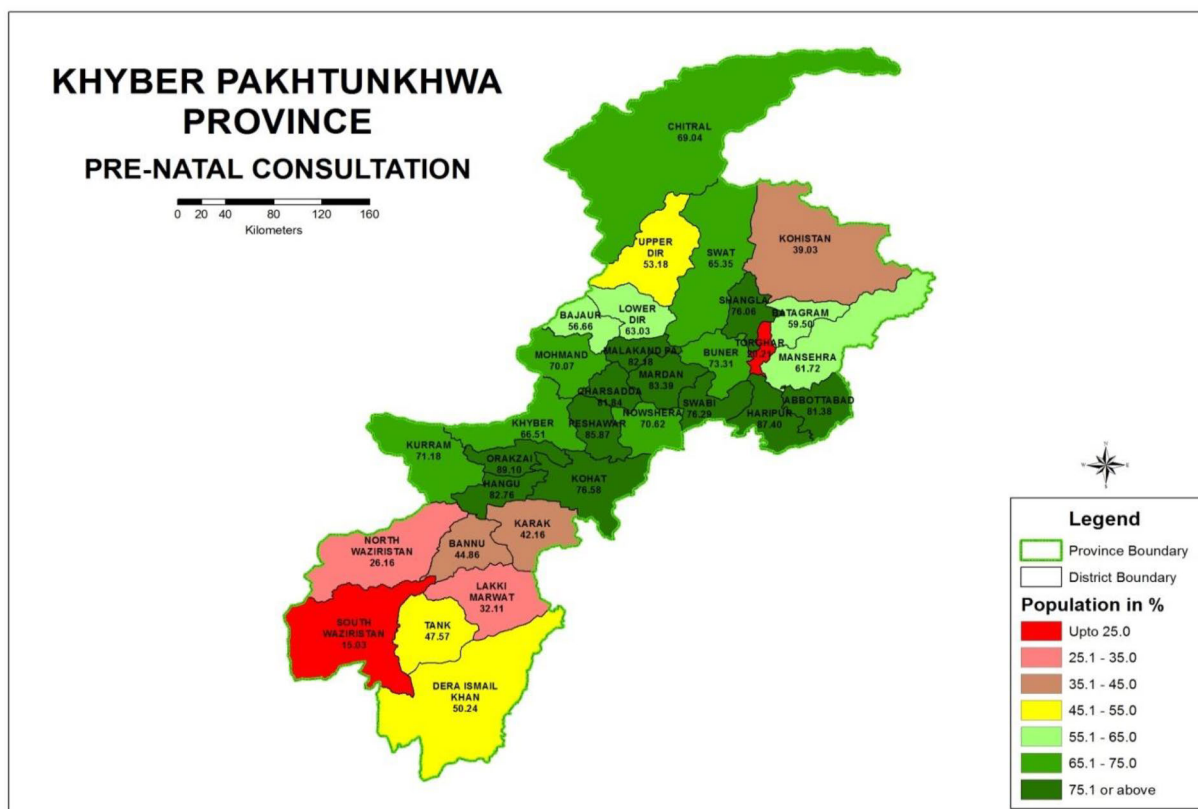 KHYBER PAKHTUNKHWA
PROVINCE
PRE-NATAL CONSULTATION
0 20 40 80 120 160
Kilometers
CHITRAL
69.04
UPPER
DIR
53.18
SWAT
65.35
KOHISTAN
39.03
SHANGLA
76.06
BATAGRAM
59.50
BAJAUR
56.66
LOWER
DIR
63.03
TORGHAR
MANSEHRA
61.72
MOHMAND
70.07
MALAKAND PA
82.38
BUNER
73.31
MARDAN
83.39
CHARSADDA
81.84
SWABI
76.29
ABBOTTABAD
81.38
HARIPUR
87.40
NOWSHERA
70.62
PESHAWAR
85.87
KHYBER
66.51
KURRAM
71.18
ORAKZAI
89.10
HANGU
82.76
KOHAT
76.58
KARAK
42.16
BANNU
44.86
NORTH
WAZIRISTAN
26.16
LAKKI
MARWAT
32.11
SOUTH
WAZIRISTAN
15.03
TANK
47.57
DERA ISMAIL
KHAN
50.24
N
W E
S
Legend
Province Boundary
District Boundary
Population in %
Upto 25.0
25.1 - 35.0
35.1 - 45.0
45.1 - 55.0
55.1 - 65.0
65.1 - 75.0
75.1 or above